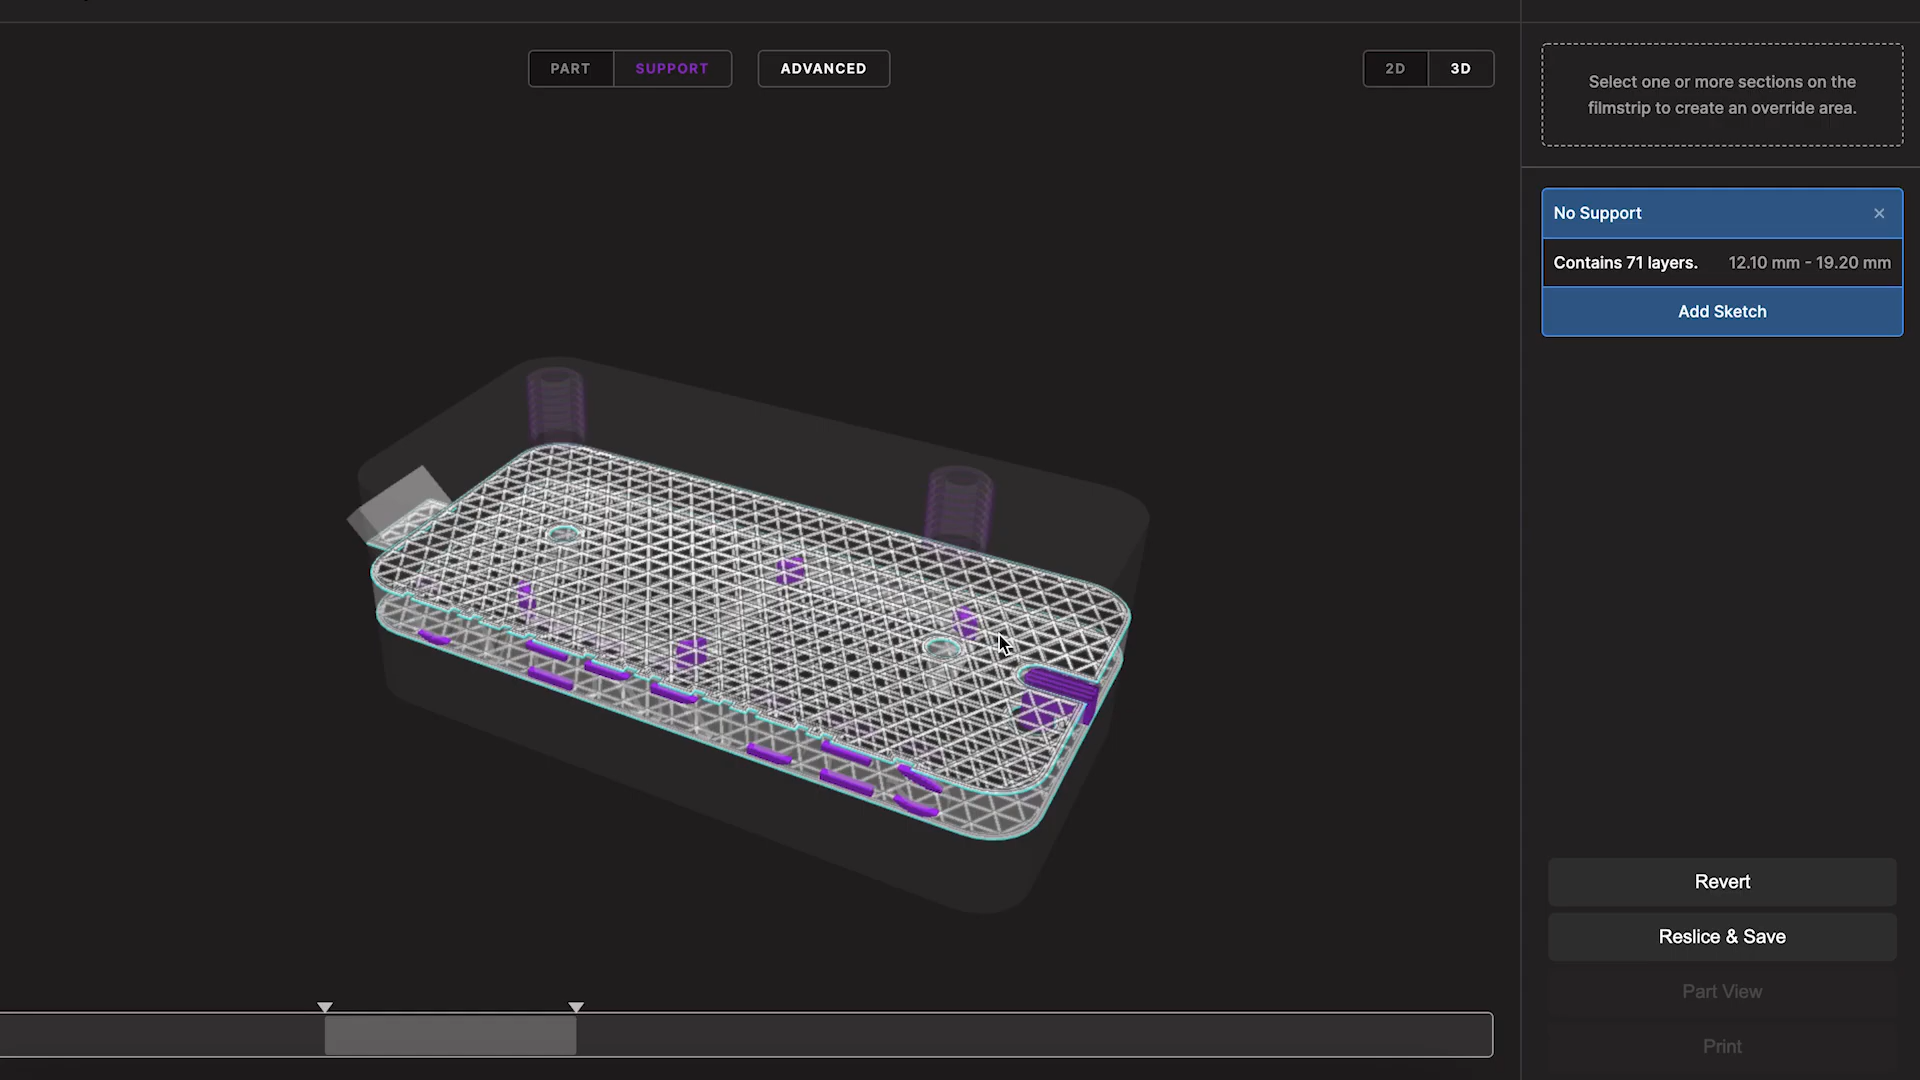 PART
SUPPORT
ADVANCED
2D
3D
Select one or more sections on the
filmstrip to create an override area.
No Support
Contains 71 layers.
12.10 mm - 19.20 mm
Add Sketch
Revert
Reslice & Save
Part View
Print